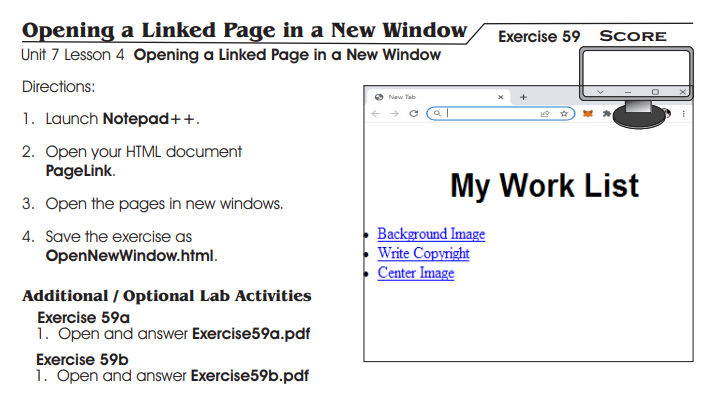 Opening a Linked Page in a New Window
Exercise 59 SCORE
Unit 7 Lesson 4 Opening a Linked Page in a New Window
Directions:
1. Launch Notepad++.
2. Open your HTML document
PageLink.
3. Open the pages in new windows.
4. Save the exercise as
OpenNewWindow.html.
Additional / Optional Lab Activities
Exercise 59a
1. Open and answer Exercise59a.pdf
Exercise 59b
1. Open and answer Exercise59b.pdf
New Tab
My Work List
Background Image
Write Copyright
Center Image